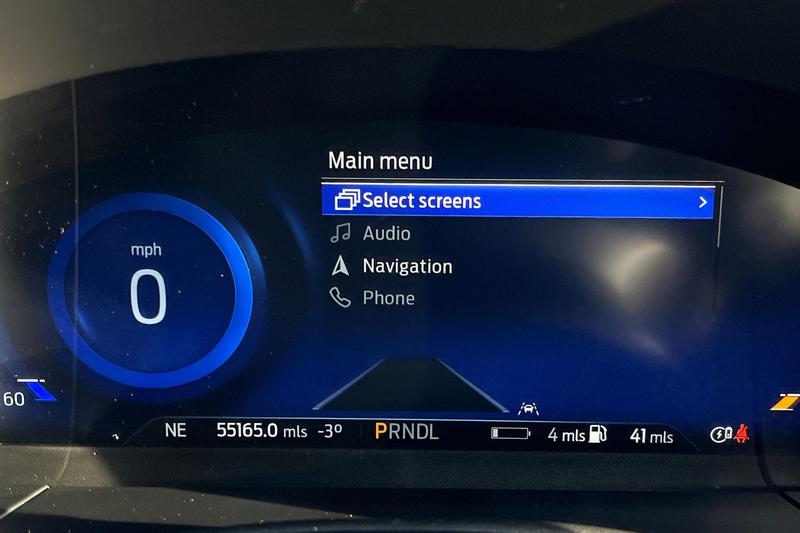 Main menu
Select screens
Audio
Navigation
Phone
mph
0
60
NE 55165.0 mls -3° PRNDL 4 mls 41 mls